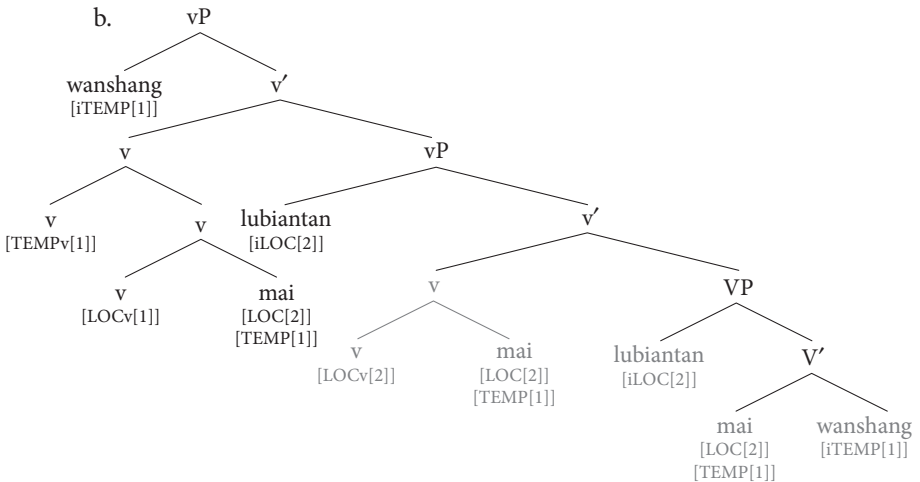 b. vP
wanshang v′
[iTEMP[1]]
v vP
v v lubiantan v′
[TEMPv[1]] [iLOC[2]]
v mai v VP
[LOCv[1]] [LOC[2]]
[TEMP[1]]
v mai lubiantan V′
[LOCv[2]] [LOC[2]] [iLOC[2]]
[TEMP[1]]
mai wanshang
[LOC[2]] [iTEMP[1]]
[TEMP[1]]